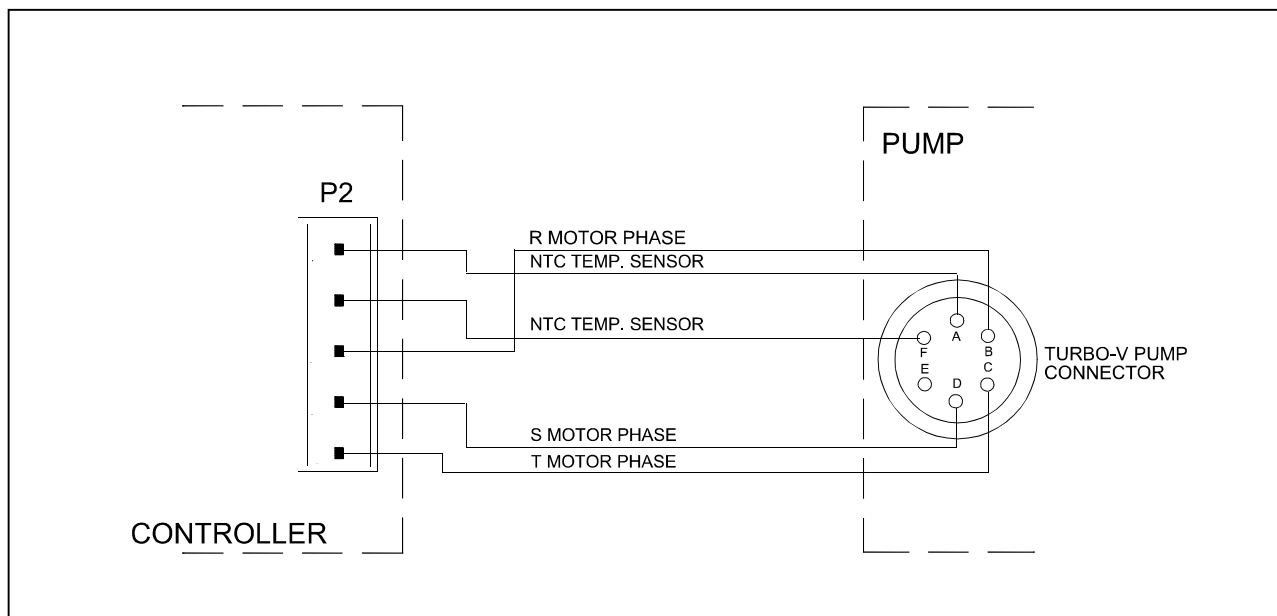 PUMP
P2
R MOTOR PHASE
NTC TEMP. SENSOR
NTC TEMP. SENSOR
A
B
F
C
E
D
TURBO-V PUMP
CONNECTOR
S MOTOR PHASE
T MOTOR PHASE
CONTROLLER